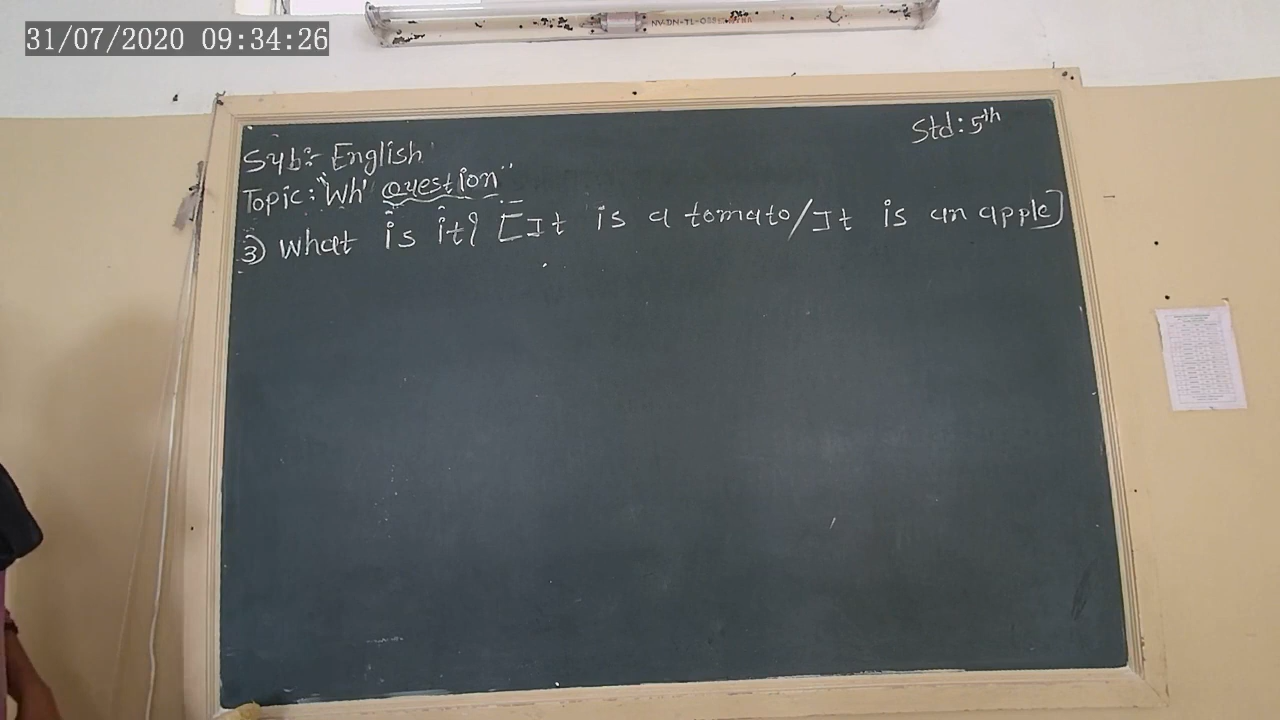 31/07/2020 09:34:26
Std: 5th
Sub:- English
Topic: "Wh' question"
3) What is it? [It is a tomato/It is an apple]